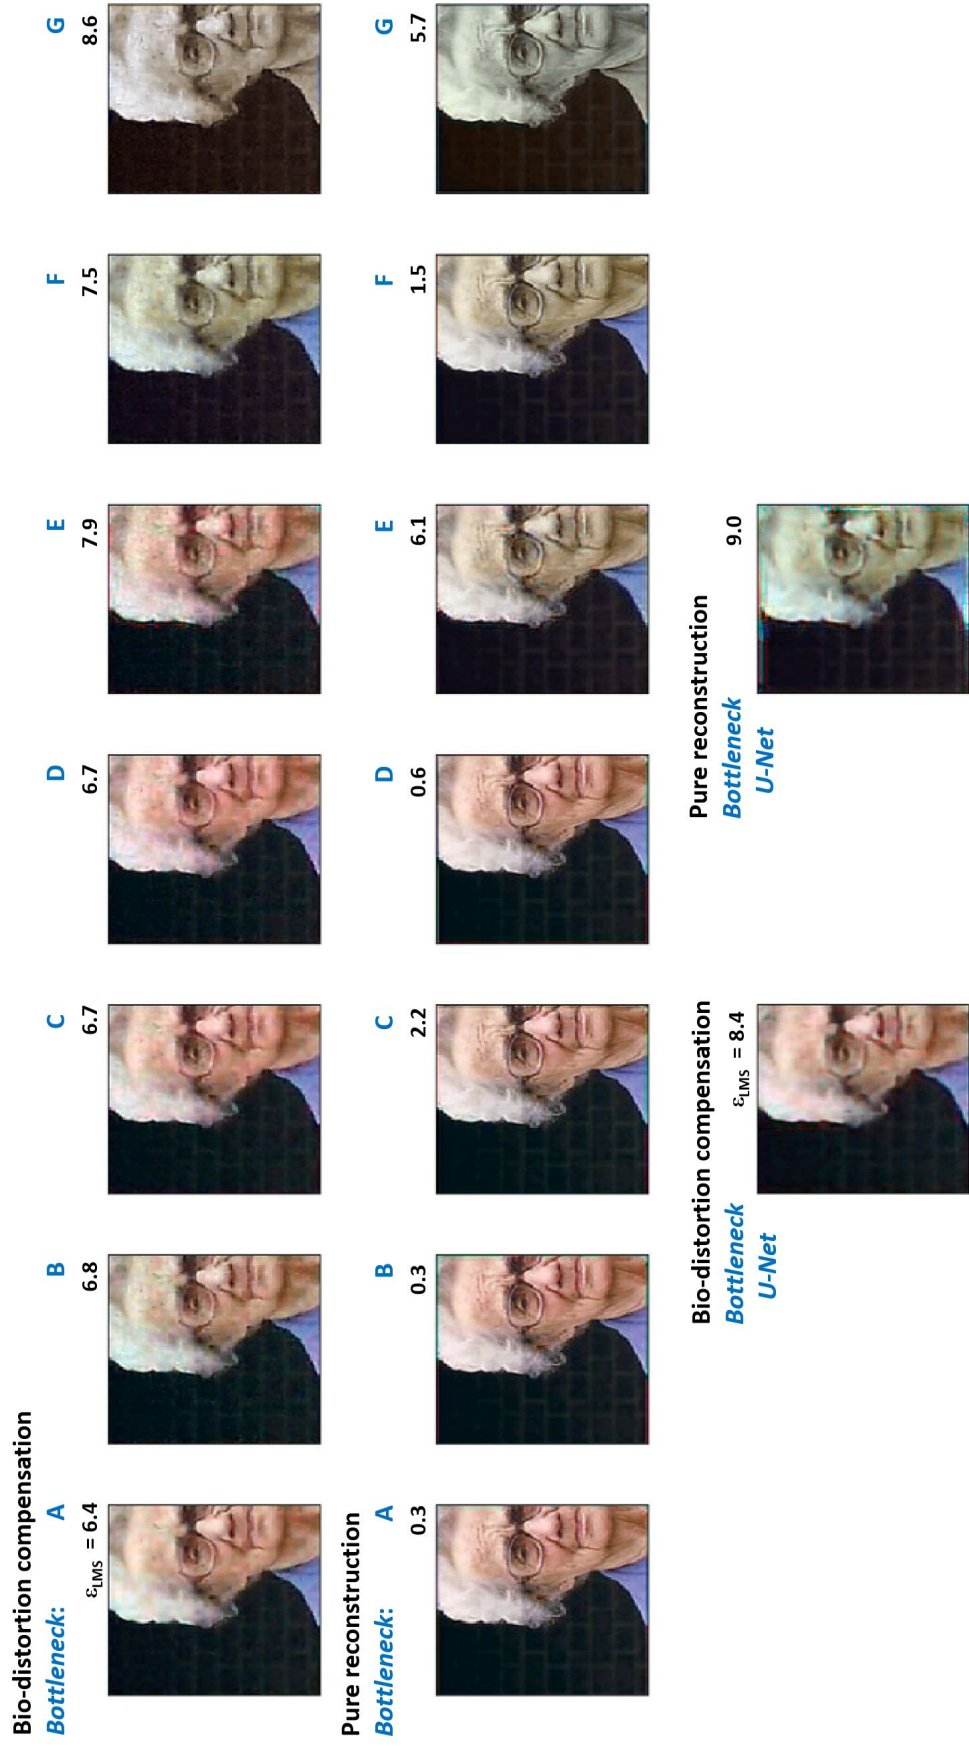 Bio-distortion compensation
Bottleneck: A B C D E F G
εLMS = 6.4 6.8 6.7 6.7 7.9 7.5 8.6
Pure reconstruction
Bottleneck: A B C D E F G
0.3 0.3 2.2 0.6 6.1 1.5 5.7
Bio-distortion compensation
Bottleneck
U-Net
εLMS = 8.4
Pure reconstruction
Bottleneck
U-Net
9.0